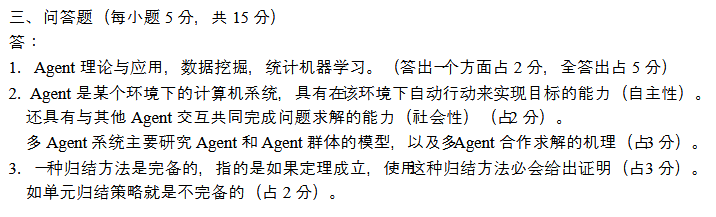 三、问答题（每小题 5 分，共 15 分）
答：
1. Agent 理论与应用，数据挖掘，统计机器学习。（答出一个方面占 2 分，全答出占 5 分）
2. Agent 是某个环境下的计算机系统，具有在该环境下自动行动来实现目标的能力（自主性）。
还具有与其他 Agent 交互共同完成问题求解的能力（社会性）（占 2 分）。
多 Agent 系统主要研究 Agent 和 Agent 群体的模型，以及多 Agent 合作求解的机理（占 3 分）。
3. 一种归结方法是完备的，指的是如果定理成立，使用这种归结方法必会给出证明（占 3 分）。
如单元归结策略就是不完备的（占 2 分）。